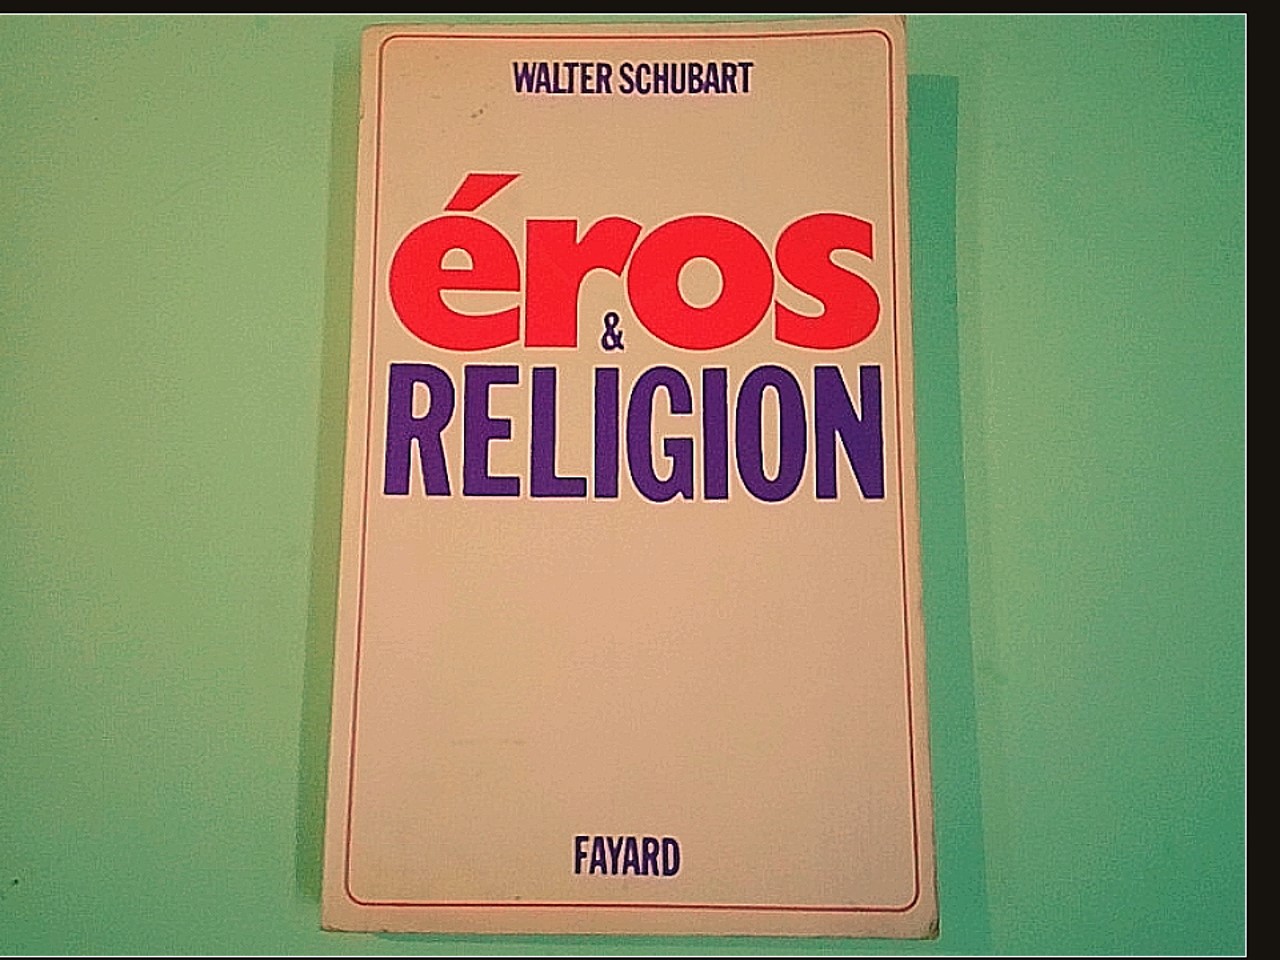 WALTER SCHUBART
éros
&
RELIGION
FAYARD